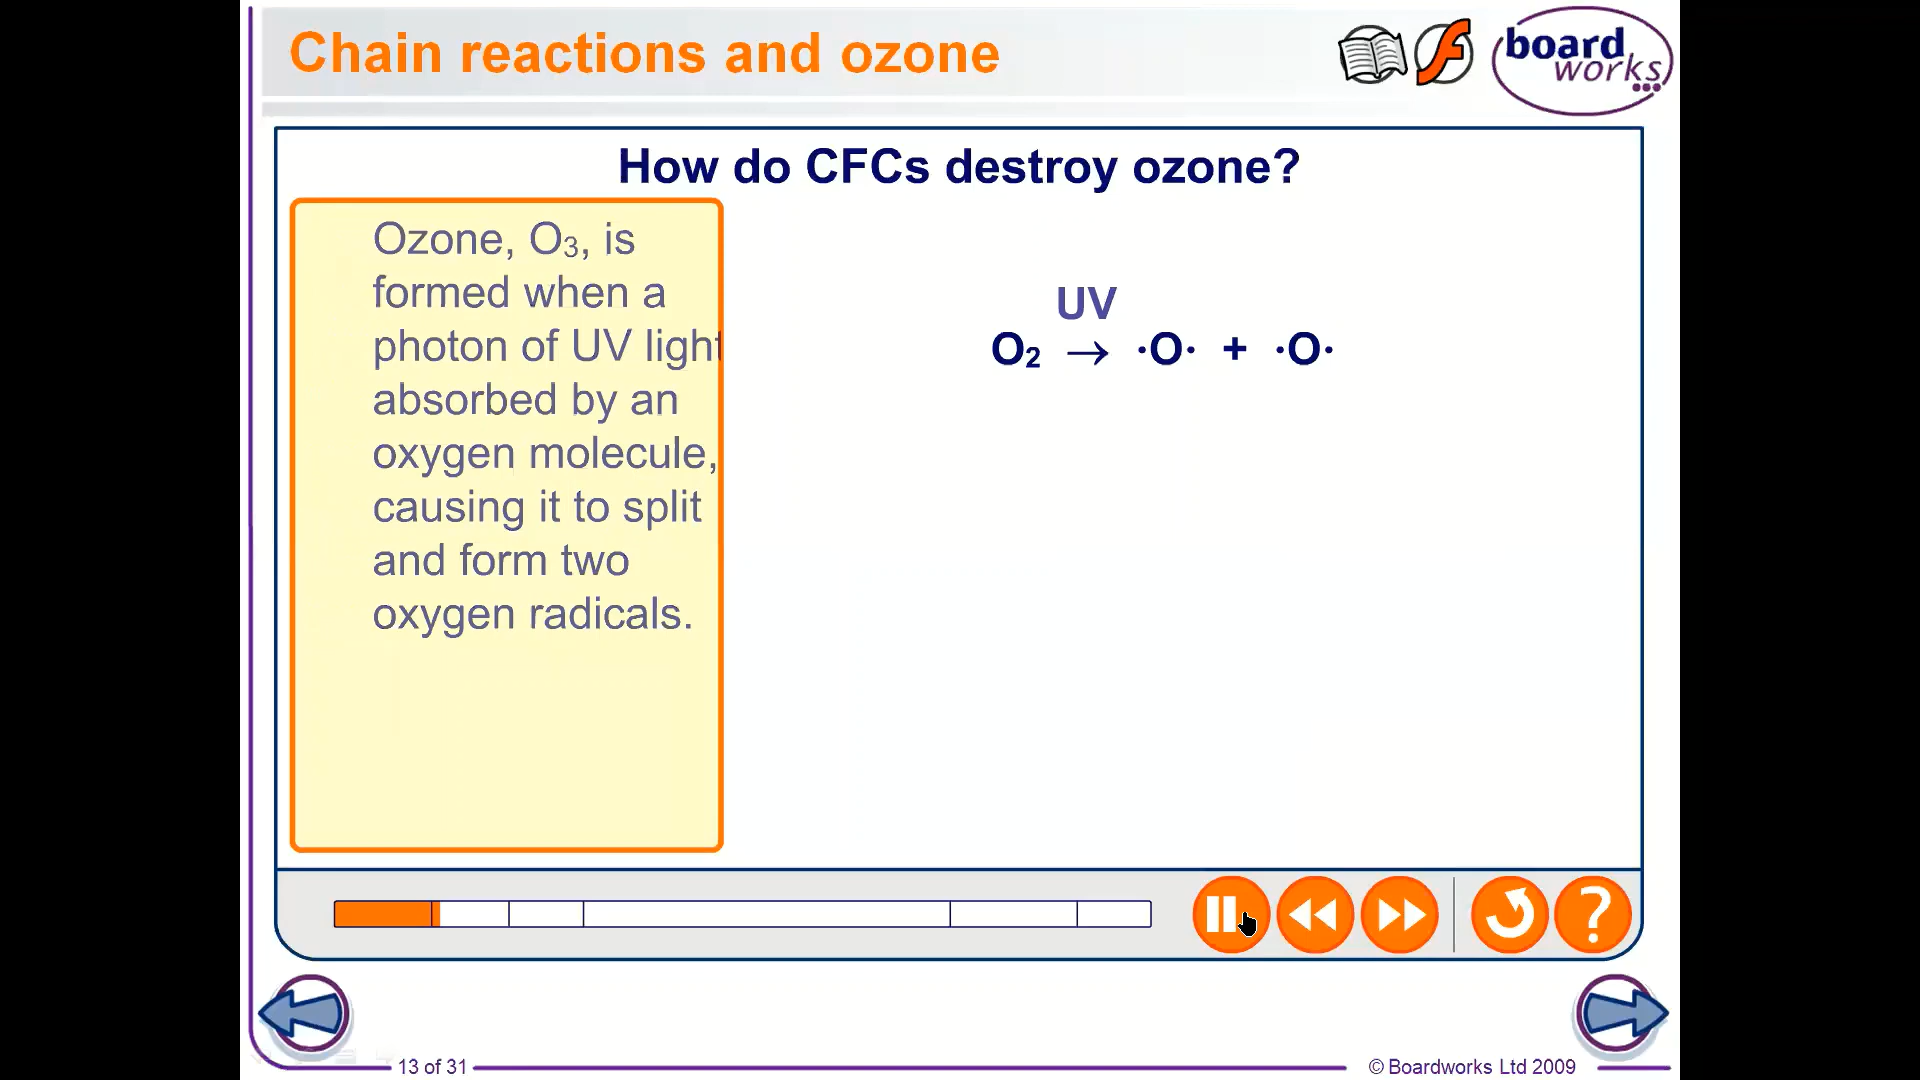 Chain reactions and ozone
board
works
How do CFCs destroy ozone?
Ozone, O₃, is
formed when a
photon of UV light
absorbed by an
oxygen molecule,
causing it to split
and form two
oxygen radicals.
UV
O₂ → ·O· + ·O·
?
13 of 31
© Boardworks Ltd 2009